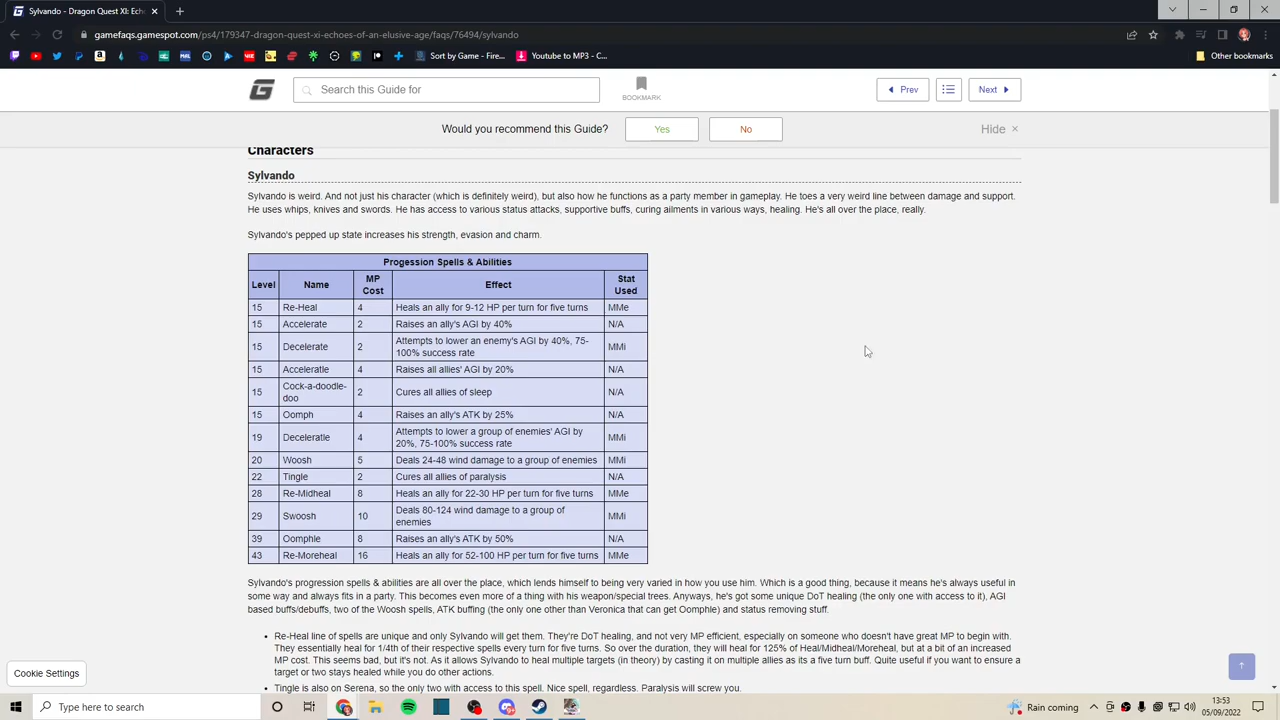 Sylvando - Dragon Quest XI: Echo
gamefaqs.gamespot.com/ps4/179347-dragon-quest-xi-echoes-of-an-elusive-age/faqs/76494/sylvando
Sort by Game - Fire...
Youtube to MP3 - C...
Other bookmarks
Search this Guide for
BOOKMARK
Prev
Next
Would you recommend this Guide?
Yes
No
Hide ×
Characters
Sylvando
Sylvando is weird. And not just his character (which is definitely weird), but also how he functions as a party member in gameplay. He toes a very weird line between damage and support.
He uses whips, knives and swords. He has access to various status attacks, supportive buffs, curing ailments in various ways, healing. He's all over the place, really.
Sylvando's pepped up state increases his strength, evasion and charm.
Progession Spells & Abilities
Level Name MP Cost Effect Stat Used
15 Re-Heal 4 Heals an ally for 9-12 HP per turn for five turns MMe
15 Accelerate 2 Raises an ally's AGI by 40% N/A
15 Decelerate 2 Attempts to lower an enemy's AGI by 40%, 75-
100% success rate MMi
15 Acceleratle 4 Raises all allies' AGI by 20% N/A
15 Cock-a-doodle-
doo 2 Cures all allies of sleep N/A
15 Oomph 4 Raises an ally's ATK by 25% N/A
19 Deceleratle 4 Attempts to lower a group of enemies' AGI by
20%, 75-100% success rate MMi
20 Woosh 5 Deals 24-48 wind damage to a group of enemies MMi
22 Tingle 2 Cures all allies of paralysis N/A
28 Re-Midheal 8 Heals an ally for 22-30 HP per turn for five turns MMe
29 Swoosh 10 Deals 80-124 wind damage to a group of
enemies MMi
39 Oomphle 8 Raises an ally's ATK by 50% N/A
43 Re-Moreheal 16 Heals an ally for 52-100 HP per turn for five turns MMe
Sylvando's progression spells & abilities are all over the place, which lends himself to being very varied in how you use him. Which is a good thing, because it means he's always useful in
some way and always fits in a party. This becomes even more of a thing with his weapon/special trees. Anyways, he's got some unique DoT healing (the only one with access to it), AGI
based buffs/debuffs, two of the Woosh spells, ATK buffing (the only one other than Veronica that can get Oomphle) and status removing stuff.
• Re-Heal line of spells are unique and only Sylvando will get them. They're DoT healing, and not very MP efficient, especially on someone who doesn't have great MP to begin with.
They essentially heal for 1/4th of their respective spells every turn for five turns. So over the duration, they will heal for 125% of Heal/Midheal/Moreheal, but at a bit of an increased
MP cost. This seems bad, but it's not. As it allows Sylvando to heal multiple targets (in theory) by casting it on multiple allies as its a five turn buff. Quite useful if you want to ensure a
target or two stays healed while you do other actions.
• Tingle is also on Serena, so the only two with access to this spell. Nice spell, regardless. Paralysis will screw you.
Cookie Settings
Type here to search
Rain coming
13:53
05/09/2022